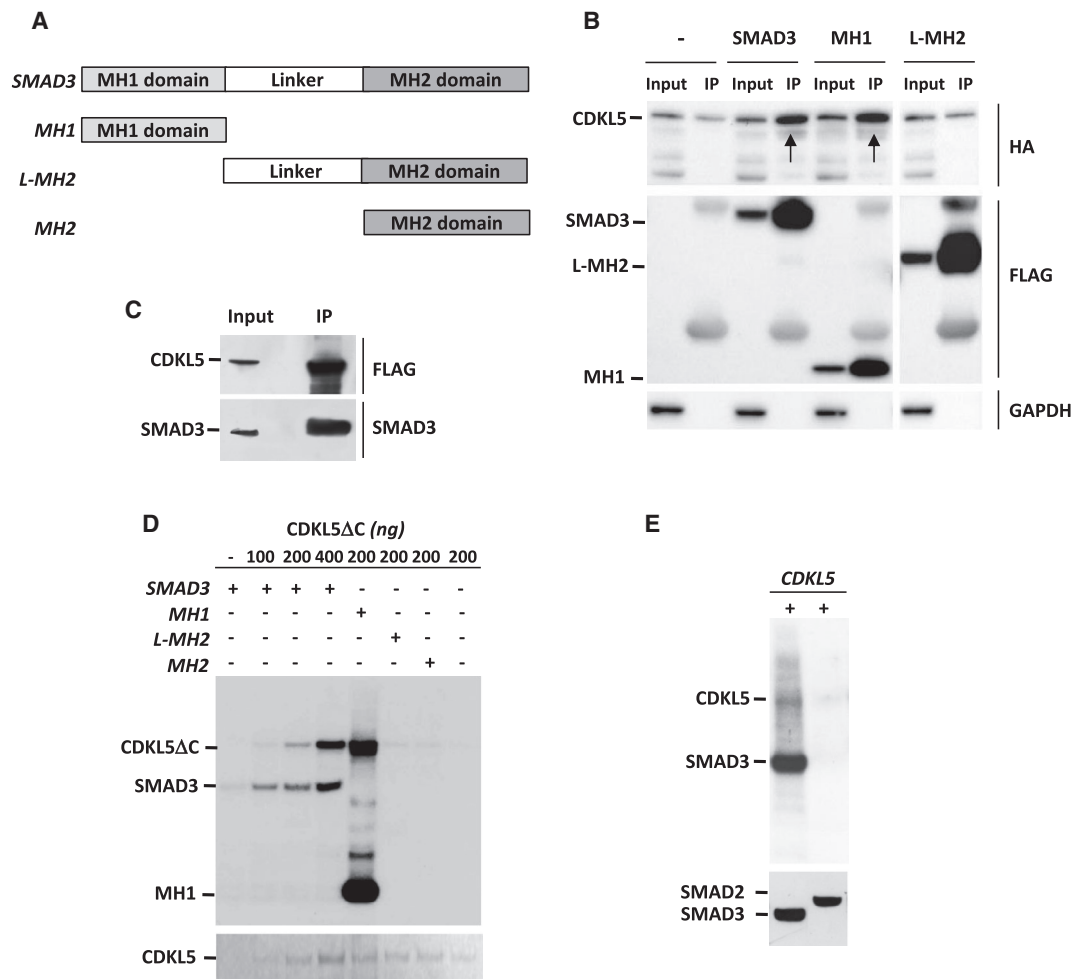 A
SMAD3 MH1 domain Linker MH2 domain
MH1 MH1 domain
L-MH2 Linker MH2 domain
MH2 MH2 domain
B
- SMAD3 MH1 L-MH2
Input IP Input IP Input IP Input IP
CDKL5 HA
SMAD3
L-MH2
MH1
FLAG
GAPDH
C
Input IP
CDKL5 FLAG
SMAD3 SMAD3
D
CDKL5ΔC (ng)
- 100 200 400 200 200 200 200
SMAD3 + + + + - - - -
MH1 - - - - + - - -
L-MH2 - - - - - + - -
MH2 - - - - - - + -
CDKL5ΔC
SMAD3
MH1
CDKL5
E
CDKL5
+ +
CDKL5
SMAD3
SMAD2
SMAD3